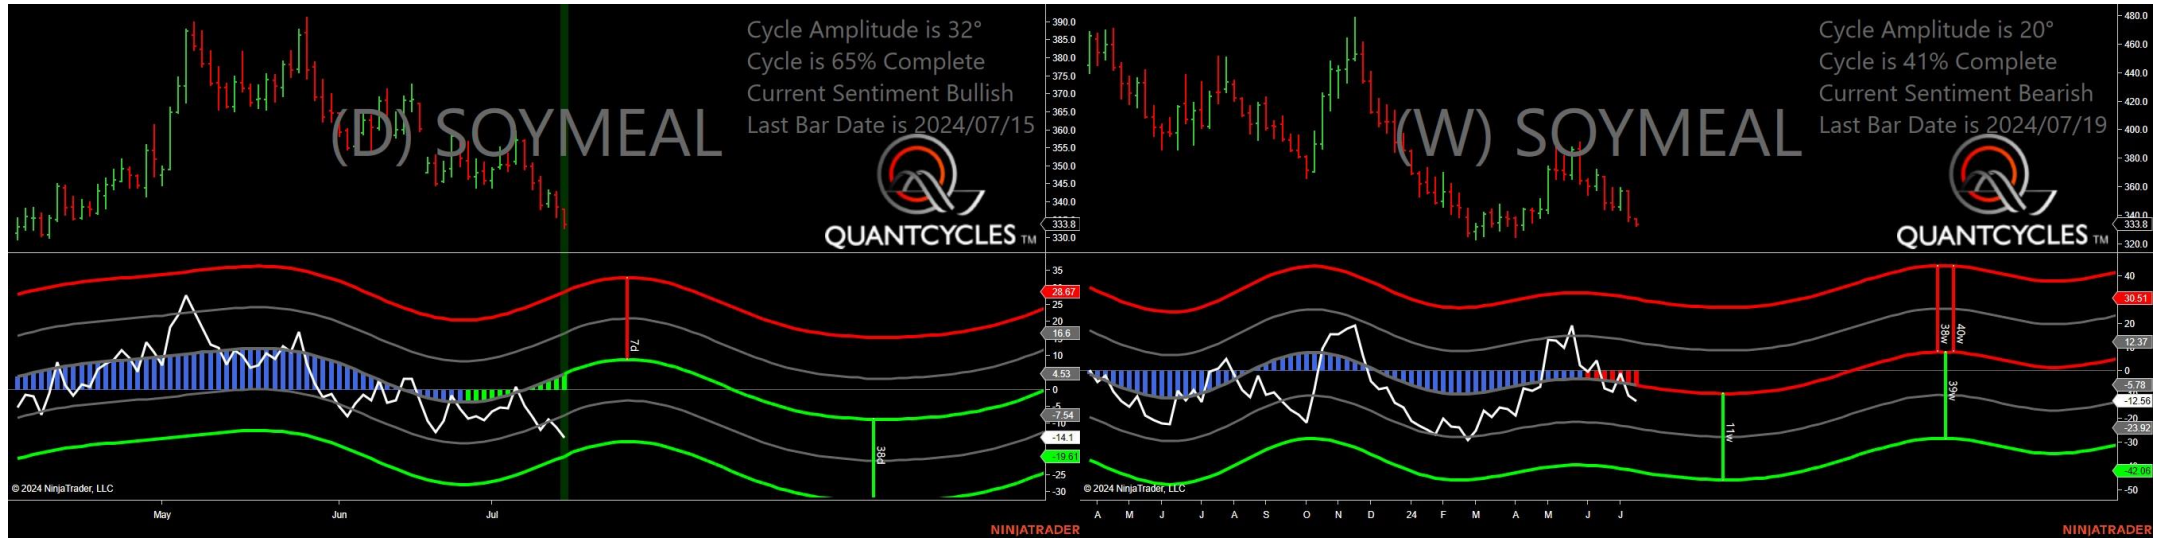 Cycle Amplitude is 32°
Cycle is 65% Complete
Current Sentiment Bullish
Last Bar Date is 2024/07/15
(D) SOYMEAL
QUANTCYCLES TM
390.0
385.0
380.0
375.0
370.0
365.0
360.0
355.0
350.0
345.0
340.0
333.8
330.0
35
28.67
25
20
16.6
10
4.53
0
-5
-7.54
-10
-14.1
-19.61
-25
-30
7d
38d
© 2024 NinjaTrader, LLC
May Jun Jul
NINJATRADER
Cycle Amplitude is 20°
Cycle is 41% Complete
Current Sentiment Bearish
Last Bar Date is 2024/07/19
(W) SOYMEAL
QUANTCYCLES TM
480.0
460.0
440.0
420.0
400.0
380.0
360.0
340.0
333.8
320.0
40
30.51
20
12.37
0
-5.78
-12.56
-20
-23.92
-30
-42.06
-50
38w
40w
39w
11w
© 2024 NinjaTrader, LLC
A M J J A S O N D 24 F M A M J J
NINJATRADER